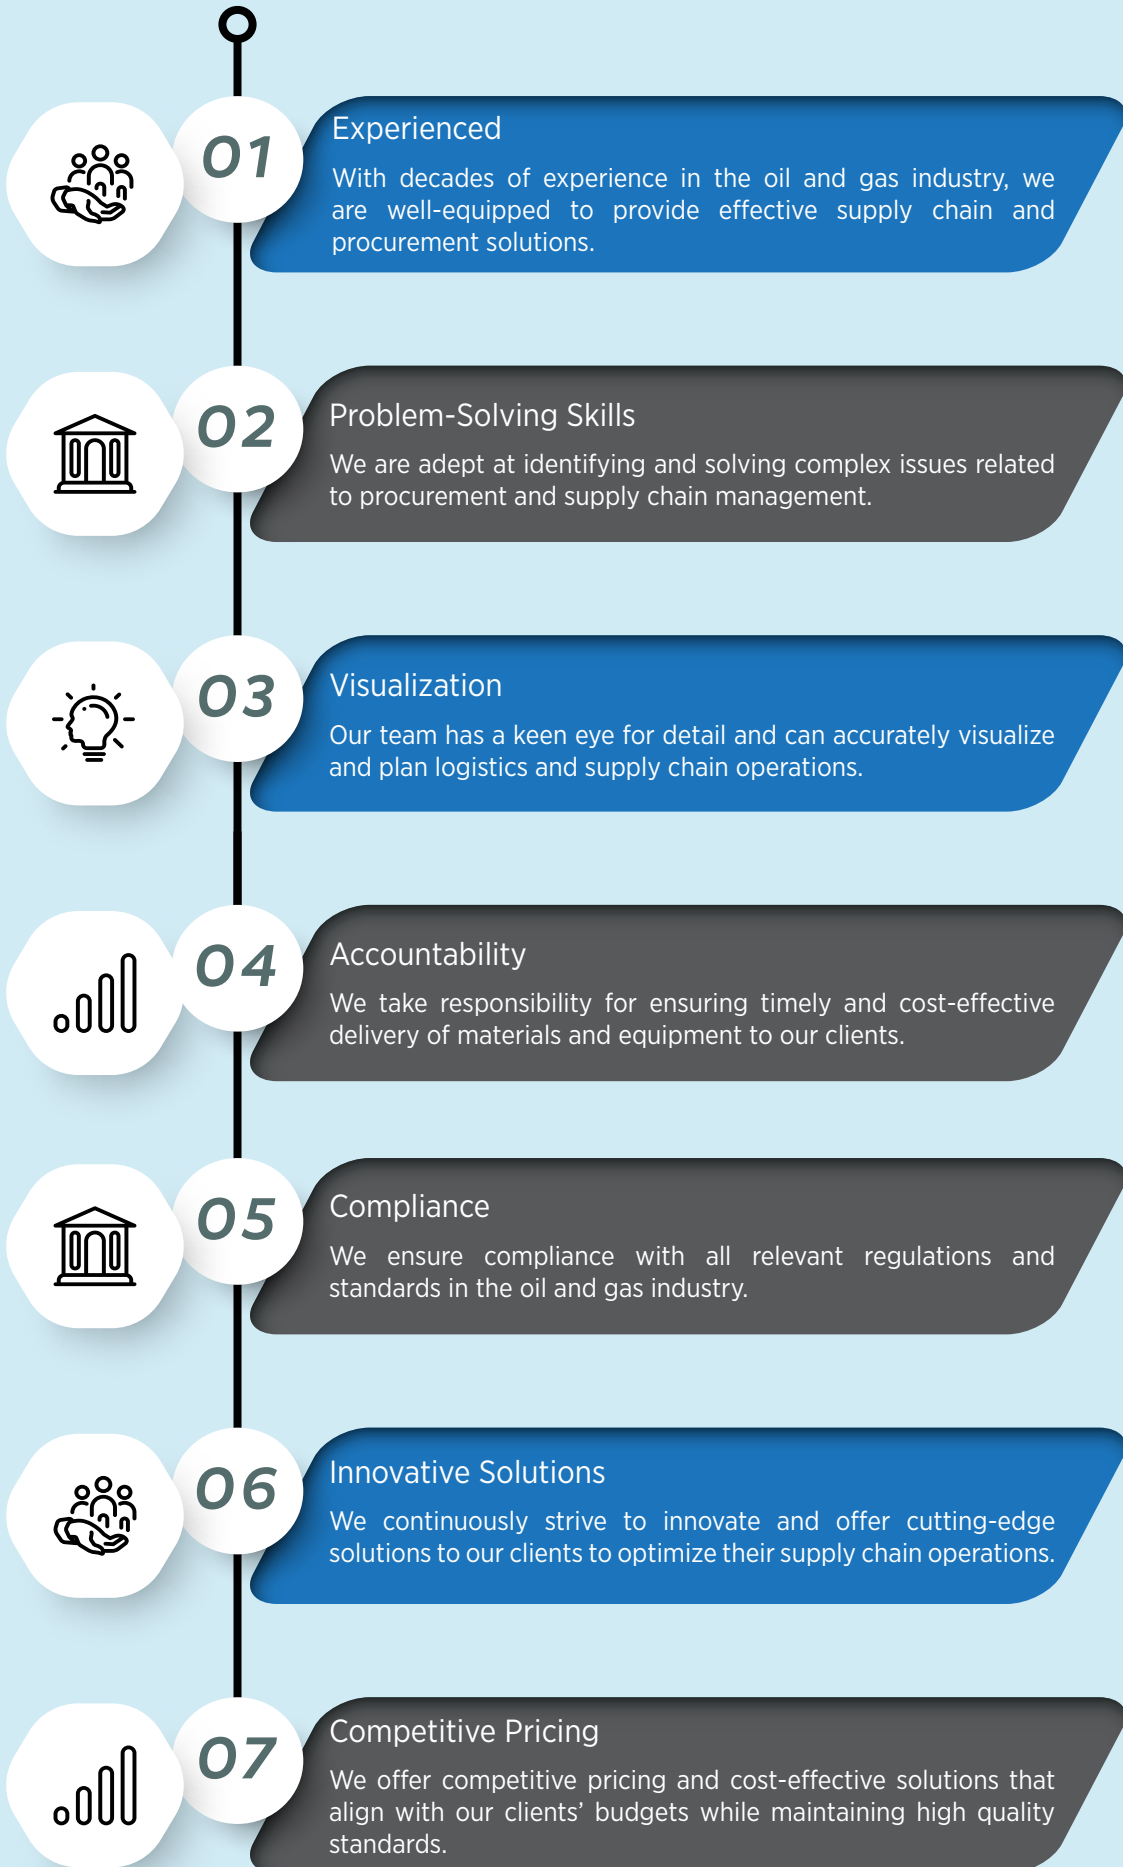 01
Experienced
With decades of experience in the oil and gas industry, we
are well-equipped to provide effective supply chain and
procurement solutions.
02
Problem-Solving Skills
We are adept at identifying and solving complex issues related
to procurement and supply chain management.
03
Visualization
Our team has a keen eye for detail and can accurately visualize
and plan logistics and supply chain operations.
04
Accountability
We take responsibility for ensuring timely and cost-effective
delivery of materials and equipment to our clients.
05
Compliance
We ensure compliance with all relevant regulations and
standards in the oil and gas industry.
06
Innovative Solutions
We continuously strive to innovate and offer cutting-edge
solutions to our clients to optimize their supply chain operations.
07
Competitive Pricing
We offer competitive pricing and cost-effective solutions that
align with our clients’ budgets while maintaining high quality
standards.